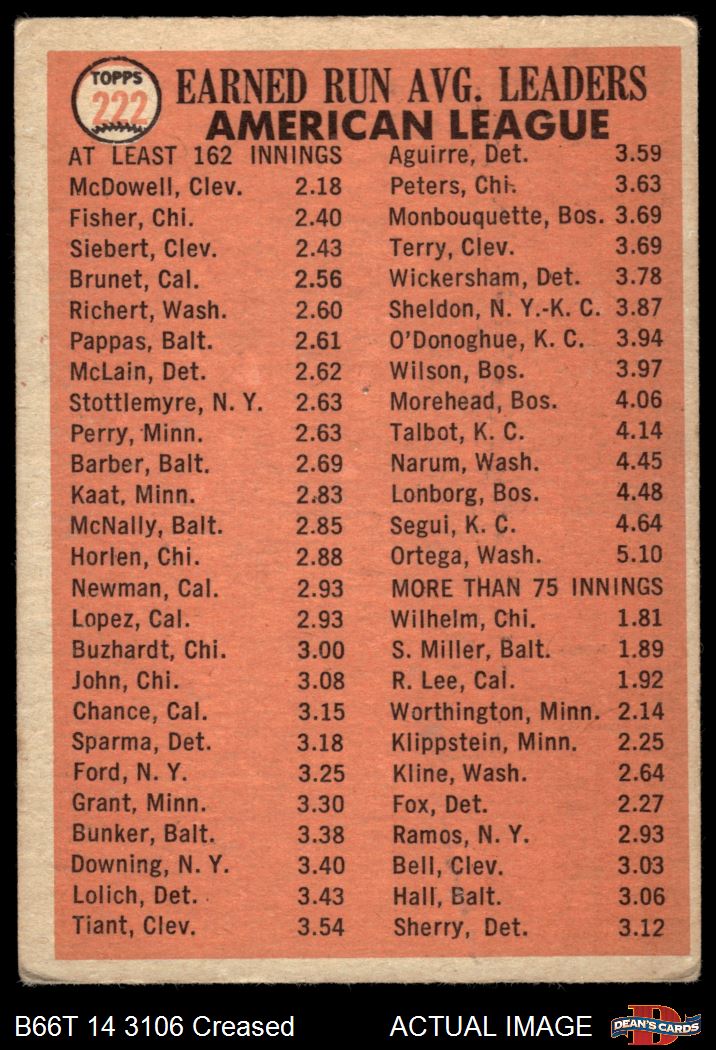 TOPPS
222
EARNED RUN AVG. LEADERS
AMERICAN LEAGUE
AT LEAST 162 INNINGS
McDowell, Clev. 2.18
Fisher, Chi. 2.40
Siebert, Clev. 2.43
Brunet, Cal. 2.56
Richert, Wash. 2.60
Pappas, Balt. 2.61
McLain, Det. 2.62
Stottlemyre, N. Y. 2.63
Perry, Minn. 2.63
Barber, Balt. 2.69
Kaat, Minn. 2.83
McNally, Balt. 2.85
Horlen, Chi. 2.88
Newman, Cal. 2.93
Lopez, Cal. 2.93
Buzhardt, Chi. 3.00
John, Chi. 3.08
Chance, Cal. 3.15
Sparma, Det. 3.18
Ford, N. Y. 3.25
Grant, Minn. 3.30
Bunker, Balt. 3.38
Downing, N. Y. 3.40
Lolich, Det. 3.43
Tiant, Clev. 3.54
Aguirre, Det. 3.59
Peters, Chi. 3.63
Monbouquette, Bos. 3.69
Terry, Clev. 3.69
Wickersham, Det. 3.78
Sheldon, N. Y.-K. C. 3.87
O'Donoghue, K. C. 3.94
Wilson, Bos. 3.97
Morehead, Bos. 4.06
Talbot, K. C. 4.14
Narum, Wash. 4.45
Lonborg, Bos. 4.48
Segui, K. C. 4.64
Ortega, Wash. 5.10
MORE THAN 75 INNINGS
Wilhelm, Chi. 1.81
S. Miller, Balt. 1.89
R. Lee, Cal. 1.92
Worthington, Minn. 2.14
Klippstein, Minn. 2.25
Kline, Wash. 2.64
Fox, Det. 2.27
Ramos, N. Y. 2.93
Bell, Clev. 3.03
Hall, Balt. 3.06
Sherry, Det. 3.12
B66T 14 3106 Creased
ACTUAL IMAGE
D
DEAN'S CARDS